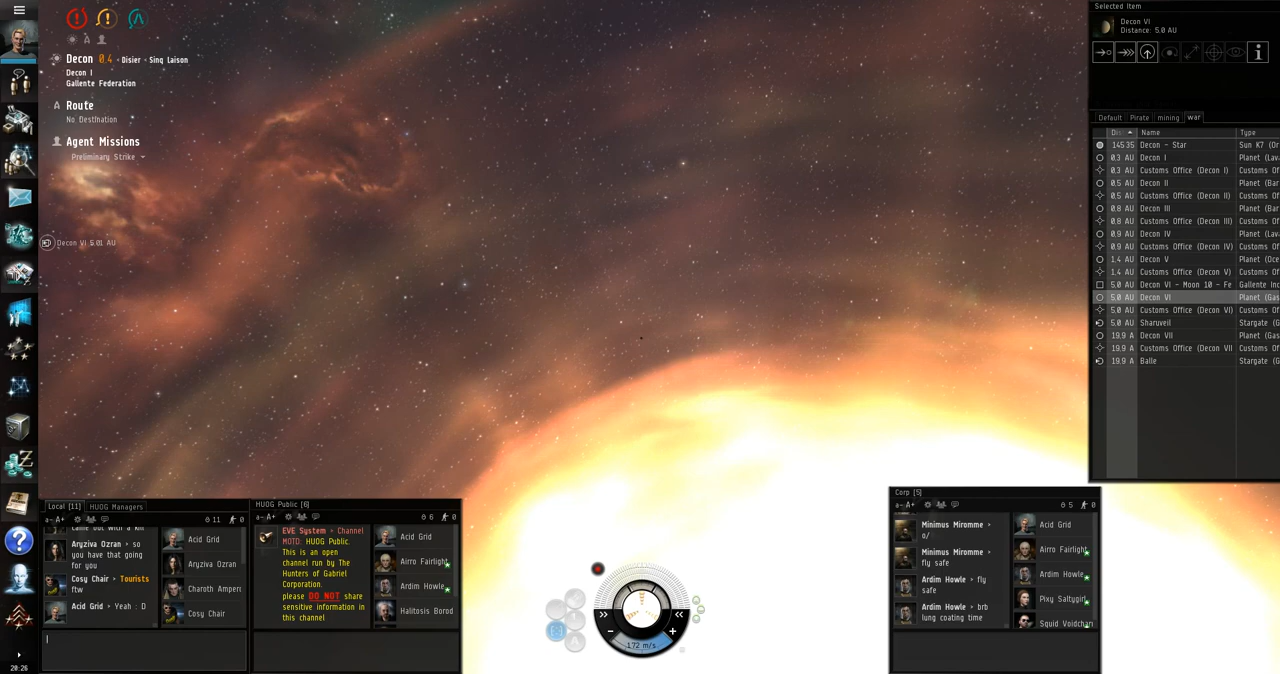 Decon 0.4 · Disier · Sinq Laison
Decon I
Gallente Federation
Route
No Destination
Agent Missions
Preliminary Strike
Decon VI 5.01 AU
20:26
Selected Item
Decon VI
Distance: 5.0 AU
Default Pirate mining war
Name Type
Decon - Star Sun K7 (Or
0.3 AU Decon I Planet (Lav
0.3 AU Customs Office (Decon I) Customs Of
0.5 AU Decon II Planet (Bar
0.5 AU Customs Office (Decon II) Customs Of
0.8 AU Decon III Planet (Bar
0.8 AU Customs Office (Decon III) Customs Of
0.9 AU Decon IV Planet (Lav
0.9 AU Customs Office (Decon IV) Customs Of
1.4 AU Decon V Planet (Oce
1.4 AU Customs Office (Decon V) Customs Of
5.0 AU Decon VI - Moon 10 - Fe Gallente Ind
5.0 AU Decon VI Planet (Gas
5.0 AU Customs Office (Decon VI) Customs Of
5.0 AU Sharuveil Stargate (G
19.9 A Decon VII Planet (Gas
19.9 A Customs Office (Decon VII Customs Of
19.9 A Balle Stargate (G
Local [11] HUOG Managers
a- A+ 11 0
Aryziva Ozran > so
you have that going
for you
Cosy Chair > Tourists
ftw
Acid Grid > Yeah : D
Acid Grid
Aryziva Ozran
Charoth Amperi
Cosy Chair
HUOG Public [6]
a- A+ 6 0
EVE System > Channel
MOTD: HUOG Public.
This is an open
channel run by The
Hunters of Gabriel
Corporation.
please DO NOT share
sensitive information in
this channel
Acid Grid
Airro Fairlight
Ardim Howle
Halitosis Borod
172 m/s
Corp [5]
a- A+ 5 0
Minimus Miromme >
o/
Minimus Miromme >
fly safe
Ardim Howle > fly
safe
Ardim Howle > brb
lung coating time
Acid Grid
Airro Fairlight
Ardim Howle
Pixy Saltygirl
Squid Voidchan